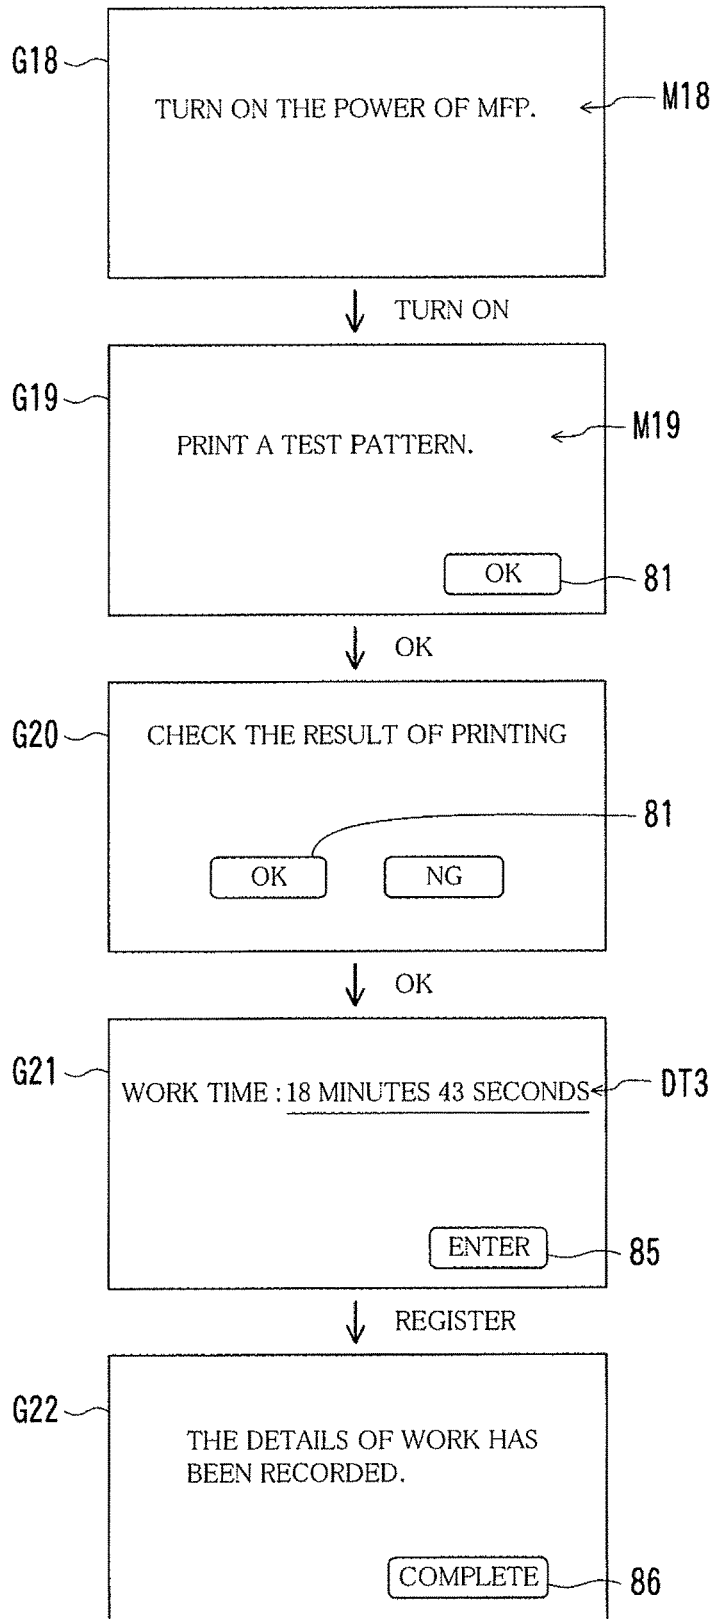 G18
TURN ON THE POWER OF MFP.
M18
TURN ON
G19
PRINT A TEST PATTERN.
M19
OK
81
OK
G20
CHECK THE RESULT OF PRINTING
81
OK
NG
OK
G21
WORK TIME : 18 MINUTES 43 SECONDS
DT3
ENTER
85
REGISTER
G22
THE DETAILS OF WORK HAS
BEEN RECORDED.
COMPLETE
86